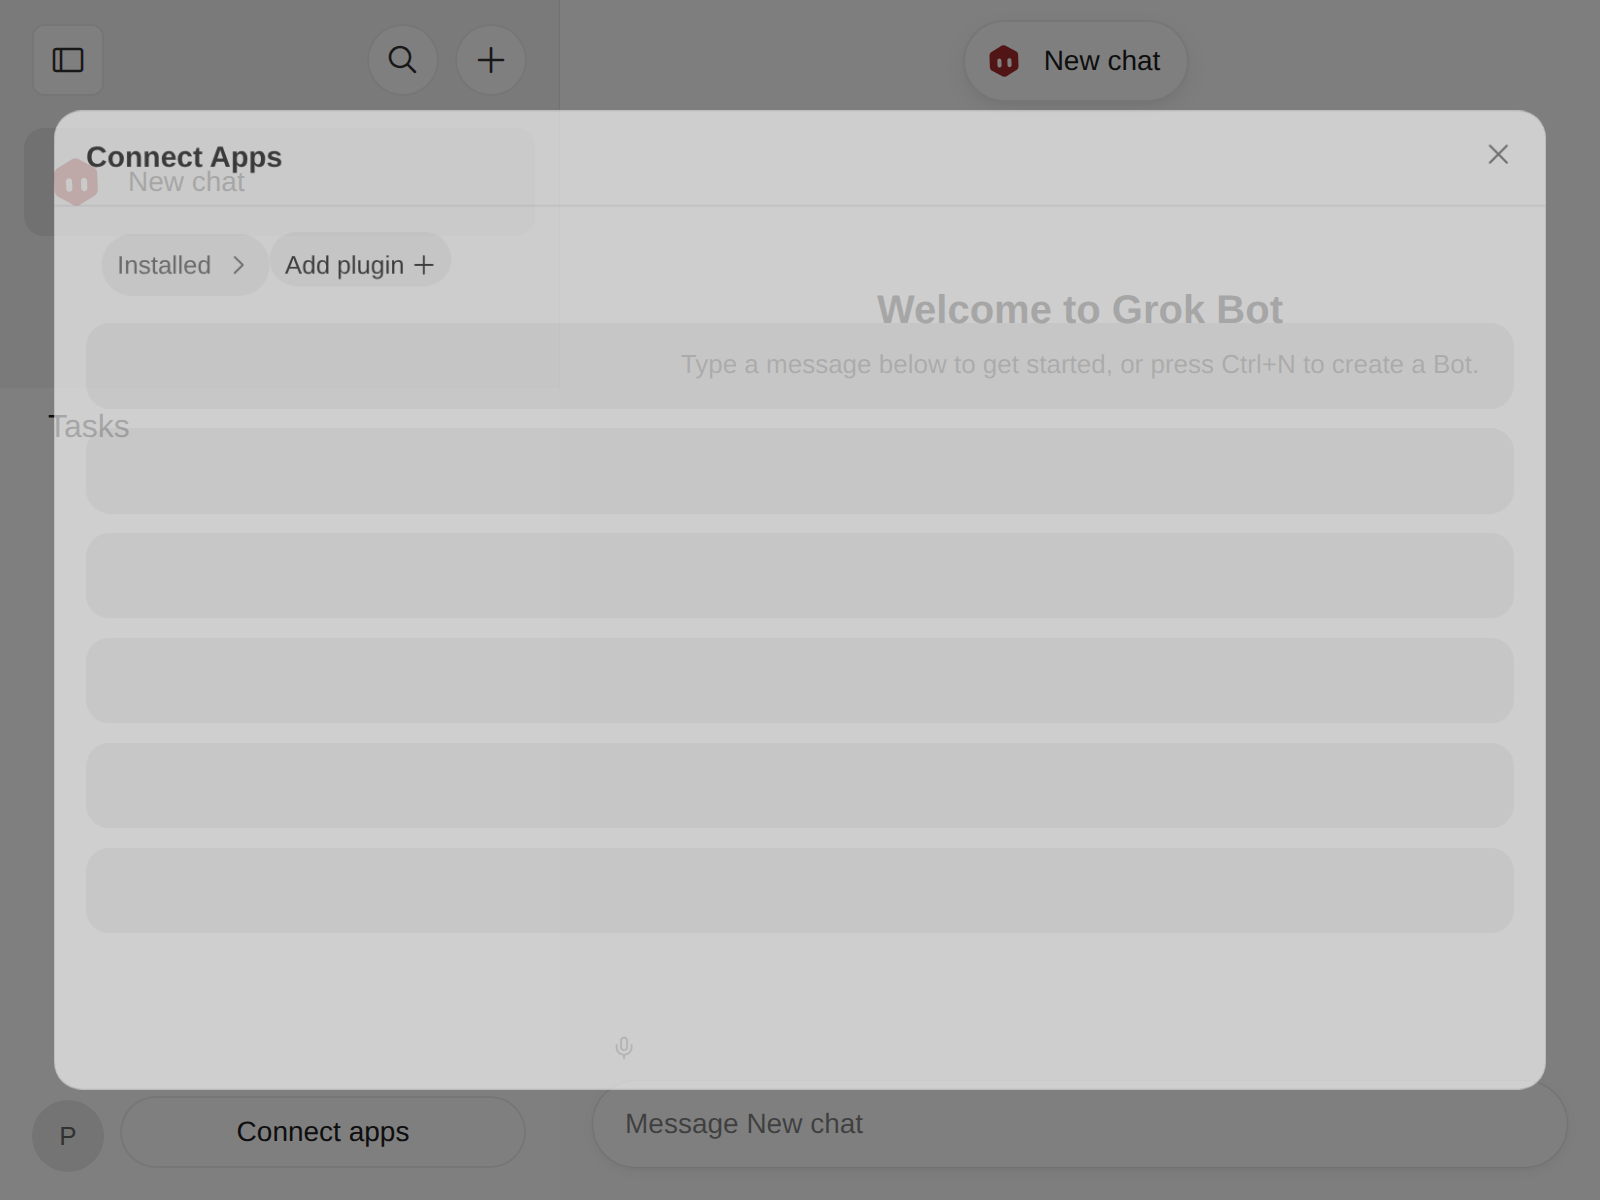 New chat
Connect Apps
New chat
Installed
Add plugin
Welcome to Grok Bot
Type a message below to get started, or press Ctrl+N to create a Bot.
Tasks
P
Connect apps
Message New chat